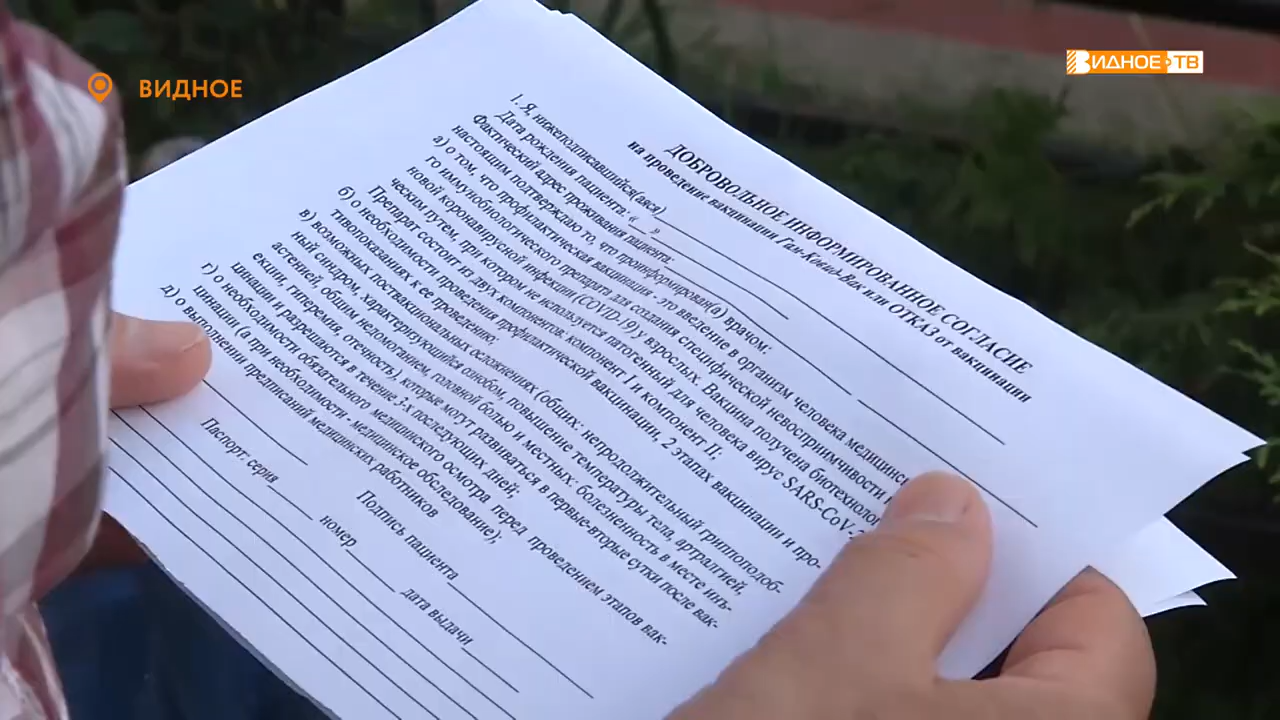 ВИДНОЕ
ВИДНОЕ ТВ
ДОБРОВОЛЬНОЕ ИНФОРМИРОВАННОЕ СОГЛАСИЕ
на проведение вакцинации Гам-Ковид-Вак или ОТКАЗ от вакцинации
1. Я, нижеподписавшийся(аяся)
Дата рождения пациента: « »
Фактический адрес проживания пациента:
настоящим подтверждаю то, что проинформирован(а) врачом:
а) о том, что профилактическая вакцинация - это введение в организм человека медицинско
го иммунобиологического препарата для создания специфической невосприимчивости
новой коронавирусной инфекции (COVID-19) у взрослых. Вакцина получена биотехнолог
ческим путем, при котором не используется патогенный для человека вирус SARS-CoV-2
Препарат состоит из двух компонентов: компонент I и компонент II;
б) о необходимости проведения профилактической вакцинации, 2 этапах вакцинации и про-
тивопоказаниях к ее проведению;
в) о возможных поствакцинальных осложнениях (общих: непродолжительный гриппоподоб-
ный синдром, характеризующийся ознобом, повышение температуры тела, артралгией,
астенией, общим недомоганием, головной болью и местных: болезненность в месте инъ-
екции, гиперемия, отечность), которые могут развиваться в первые-вторые сутки после вак-
цинации и разрешаются в течение 3-х последующих дней;
г) о необходимости обязательного медицинского осмотра перед проведением этапов вак-
цинации (а при необходимости - медицинское обследование);
д) о выполнении предписаний медицинских работников
Подпись пациента
Паспорт: серия номер дата выдачи